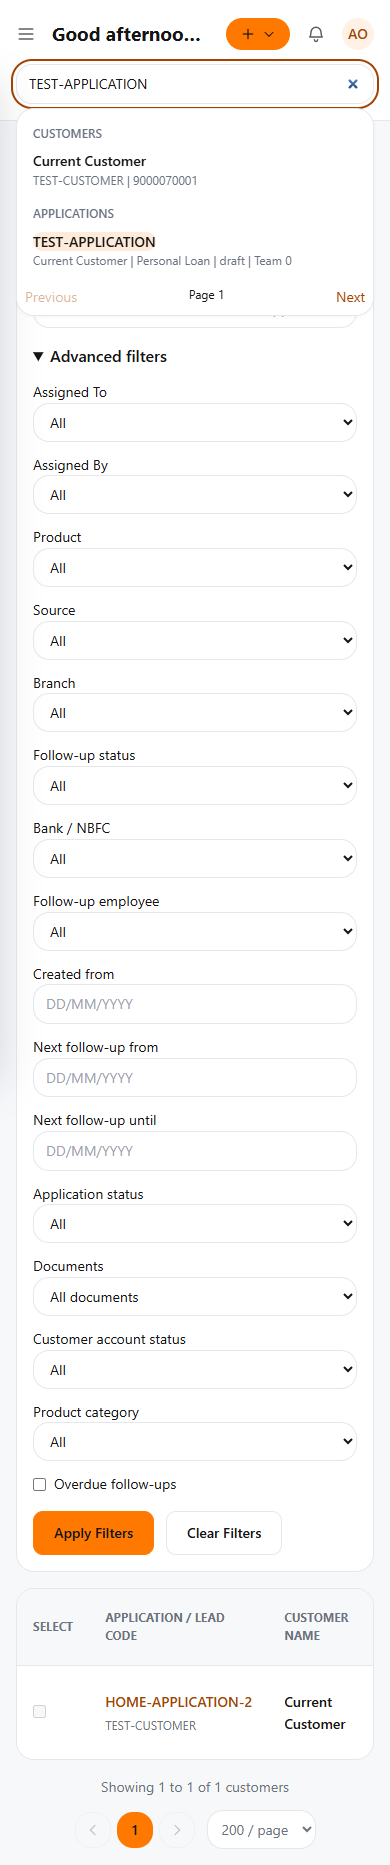 Good afternoo...
AO
TEST-APPLICATION
CUSTOMERS
Current Customer
TEST-CUSTOMER | 9000070001
APPLICATIONS
TEST-APPLICATION
Current Customer | Personal Loan | draft | Team 0
Previous
Page 1
Next
Advanced filters
Assigned To
All
Assigned By
All
Product
All
Source
All
Branch
All
Follow-up status
All
Bank / NBFC
All
Follow-up employee
All
Created from
DD/MM/YYYY
Next follow-up from
DD/MM/YYYY
Next follow-up until
DD/MM/YYYY
Application status
All
Documents
All documents
Customer account status
All
Product category
All
Overdue follow-ups
Apply Filters
Clear Filters
SELECT
APPLICATION / LEAD
CODE
CUSTOMER
NAME
HOME-APPLICATION-2
TEST-CUSTOMER
Current
Customer
Showing 1 to 1 of 1 customers
1
200 / page